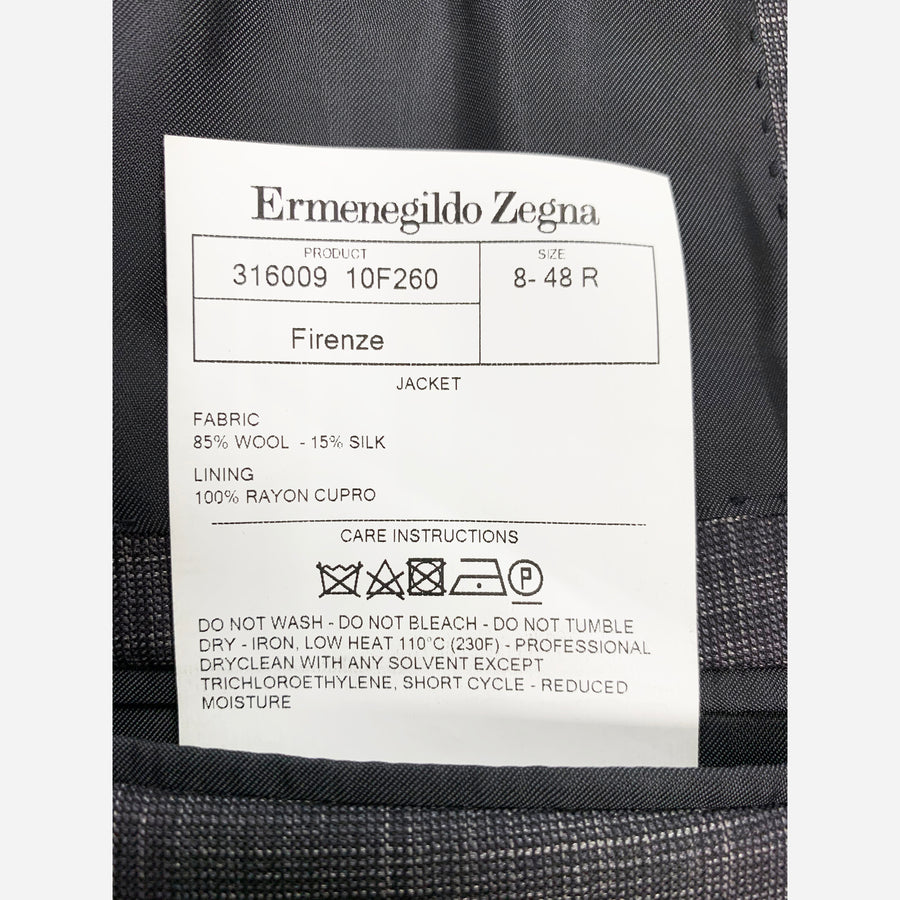 Ermenegildo Zegna
PRODUCT
316009 10F260
SIZE
8- 48 R
Firenze
JACKET
FABRIC
85% WOOL - 15% SILK
LINING
100% RAYON CUPRO
CARE INSTRUCTIONS
P
DO NOT WASH - DO NOT BLEACH - DO NOT TUMBLE
DRY - IRON, LOW HEAT 110°C (230F) - PROFESSIONAL
DRYCLEAN WITH ANY SOLVENT EXCEPT
TRICHLOROETHYLENE, SHORT CYCLE - REDUCED
MOISTURE